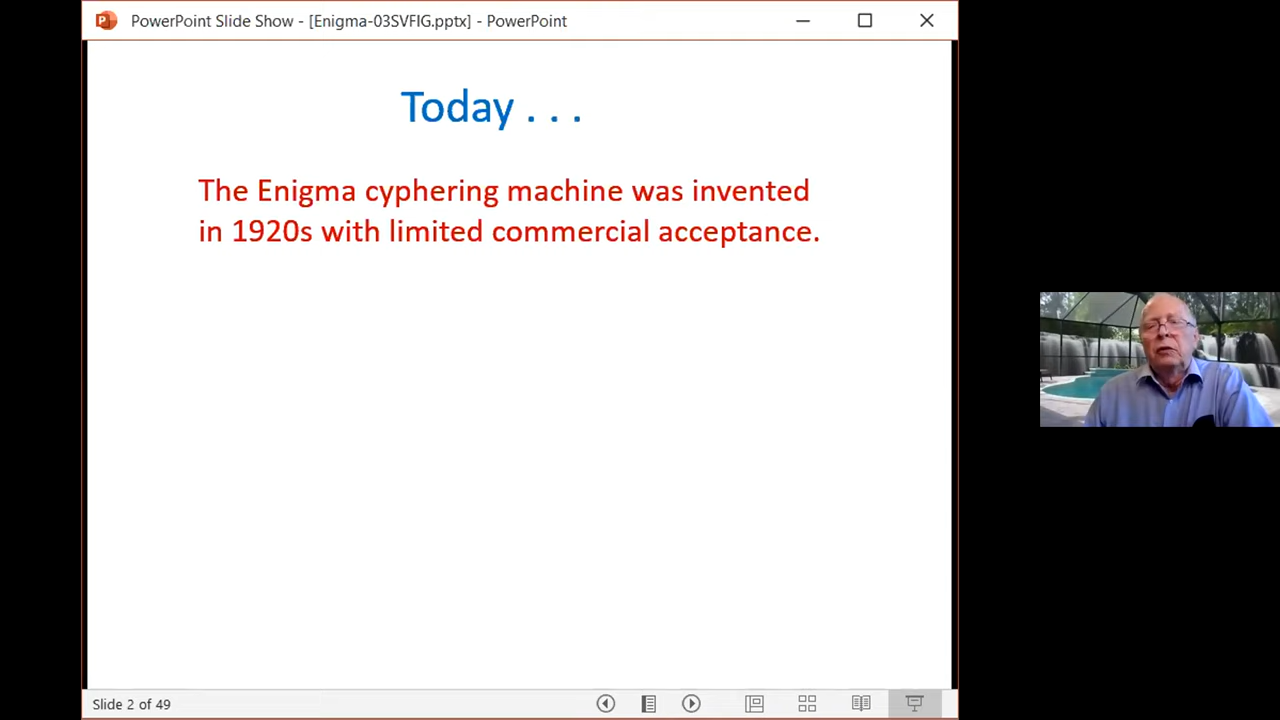 PowerPoint Slide Show - [Enigma-03SVFIG.pptx] - PowerPoint
Today . . .
The Enigma cyphering machine was invented
in 1920s with limited commercial acceptance.
Slide 2 of 49